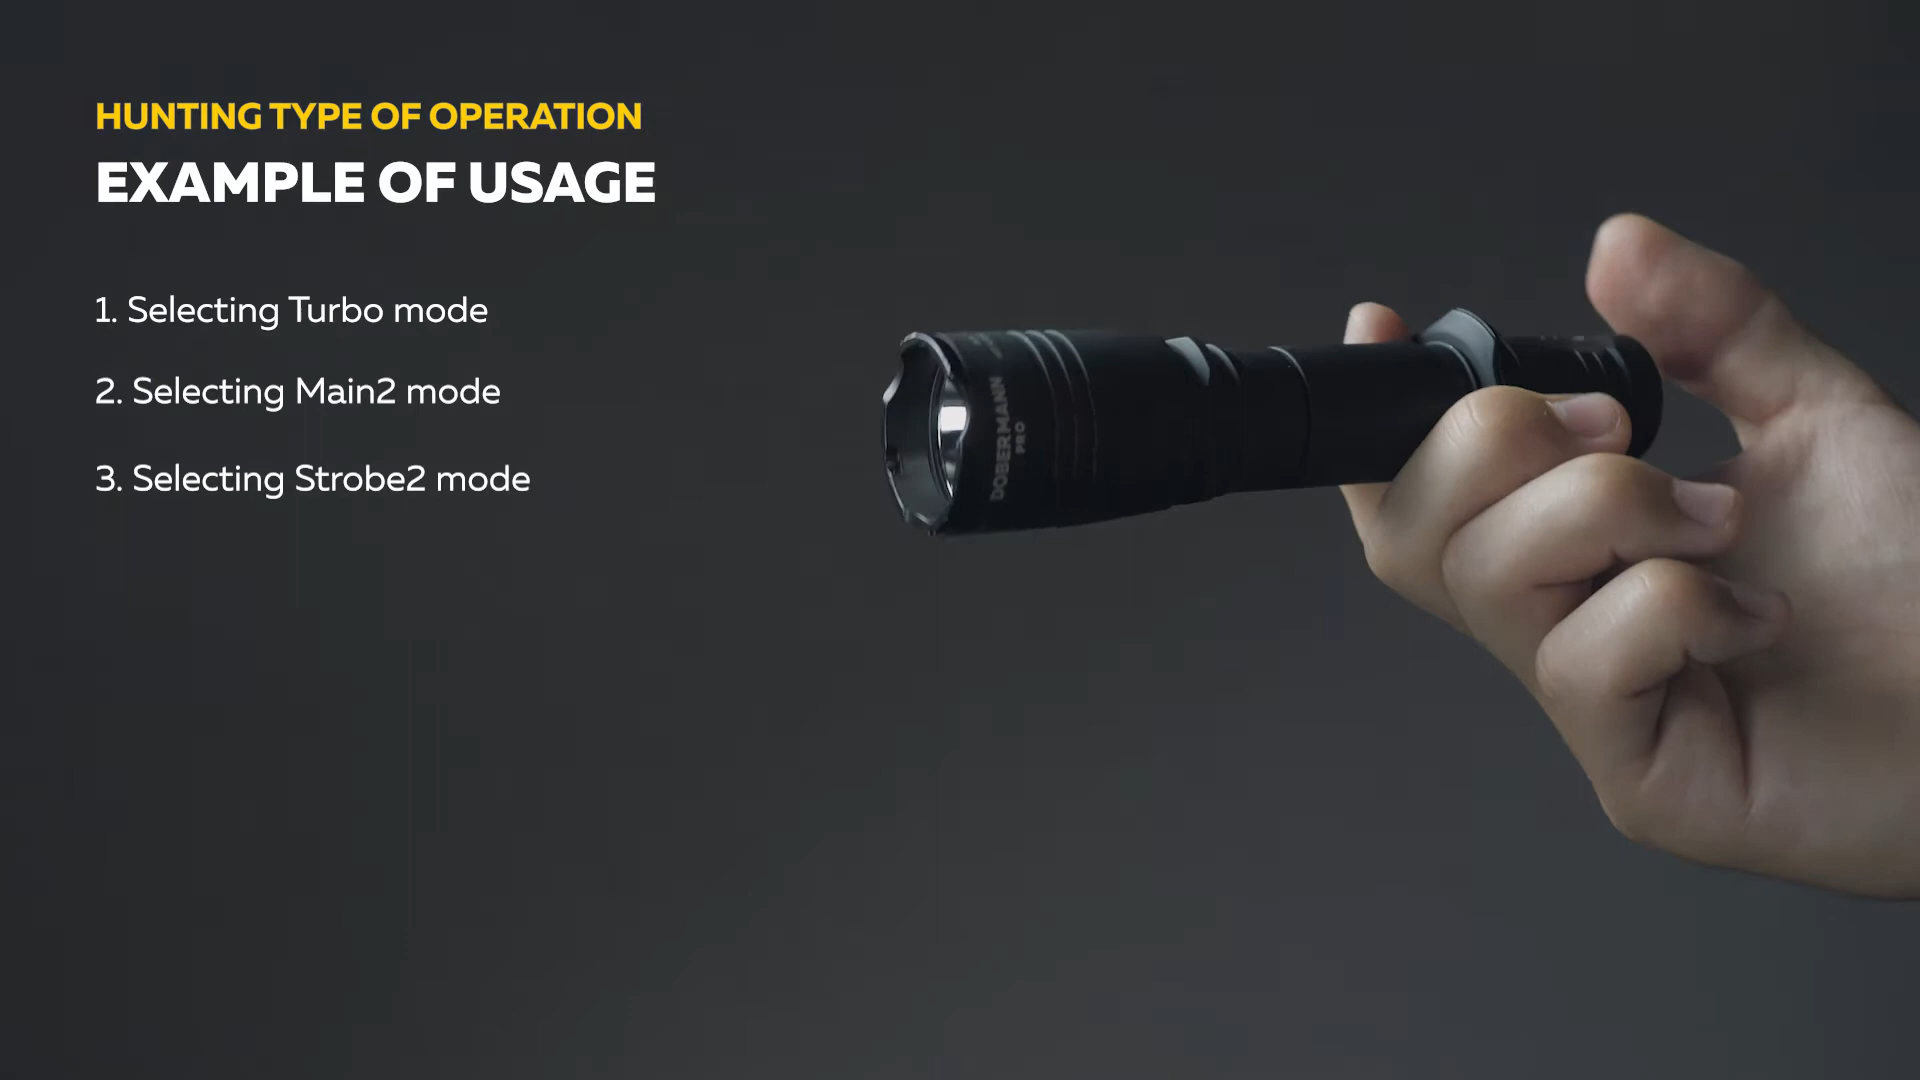 HUNTING TYPE OF OPERATION
EXAMPLE OF USAGE
1. Selecting Turbo mode
2. Selecting Main2 mode
3. Selecting Strobe2 mode
DOBERMANN
PRO